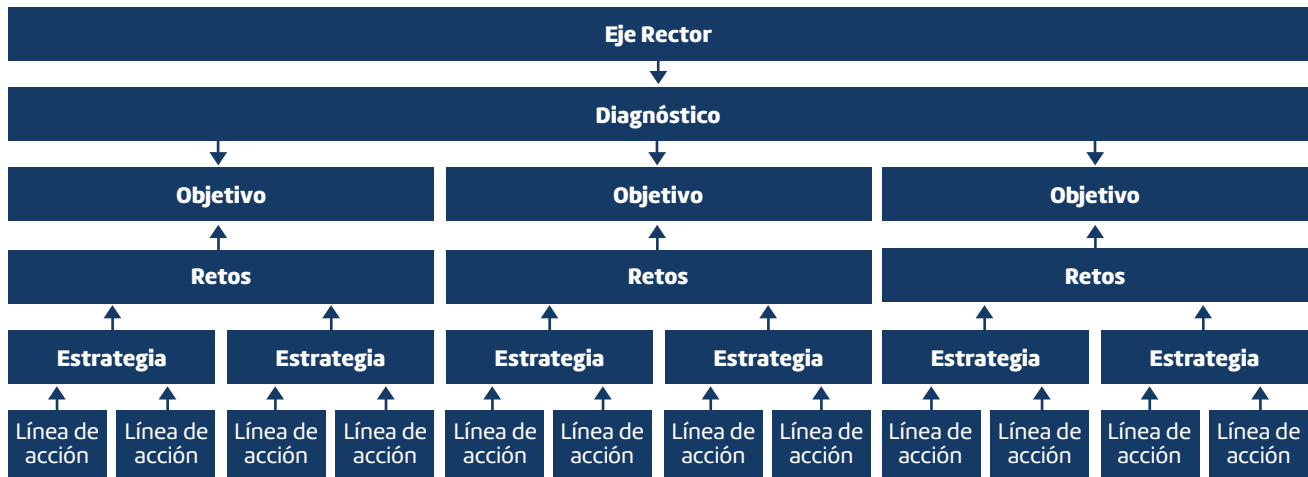 Eje Rector
Diagnóstico
Objetivo
Objetivo
Objetivo
Retos
Retos
Retos
Estrategia
Estrategia
Estrategia
Estrategia
Estrategia
Estrategia
Línea de
acción
Línea de
acción
Línea de
acción
Línea de
acción
Línea de
acción
Línea de
acción
Línea de
acción
Línea de
acción
Línea de
acción
Línea de
acción
Línea de
acción
Línea de
acción